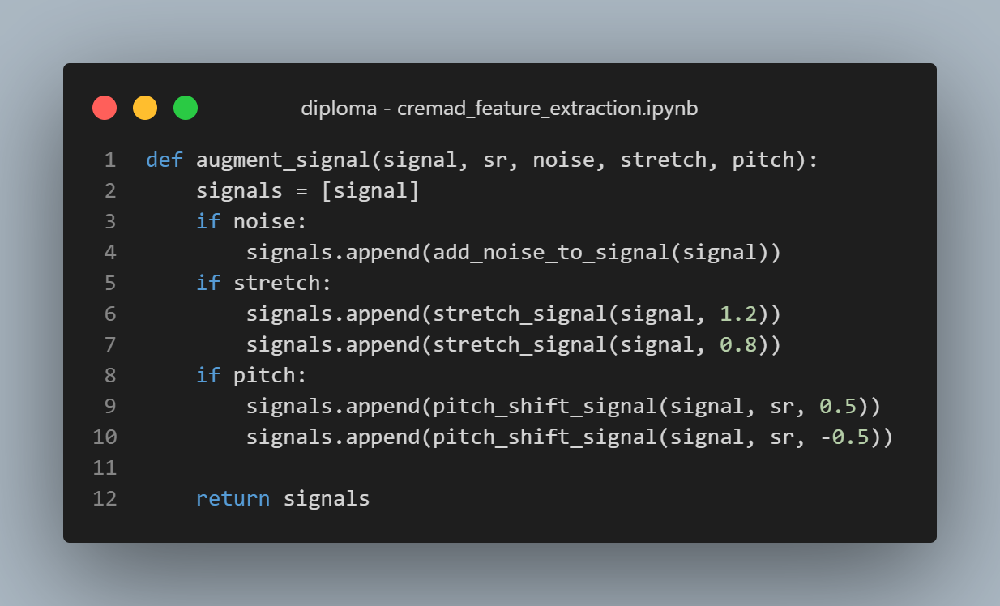 diploma - cremad_feature_extraction.ipynb
1 def augment_signal(signal, sr, noise, stretch, pitch):
2     signals = [signal]
3     if noise:
4         signals.append(add_noise_to_signal(signal))
5     if stretch:
6         signals.append(stretch_signal(signal, 1.2))
7         signals.append(stretch_signal(signal, 0.8))
8     if pitch:
9         signals.append(pitch_shift_signal(signal, sr, 0.5))
10         signals.append(pitch_shift_signal(signal, sr, -0.5))
11
12     return signals